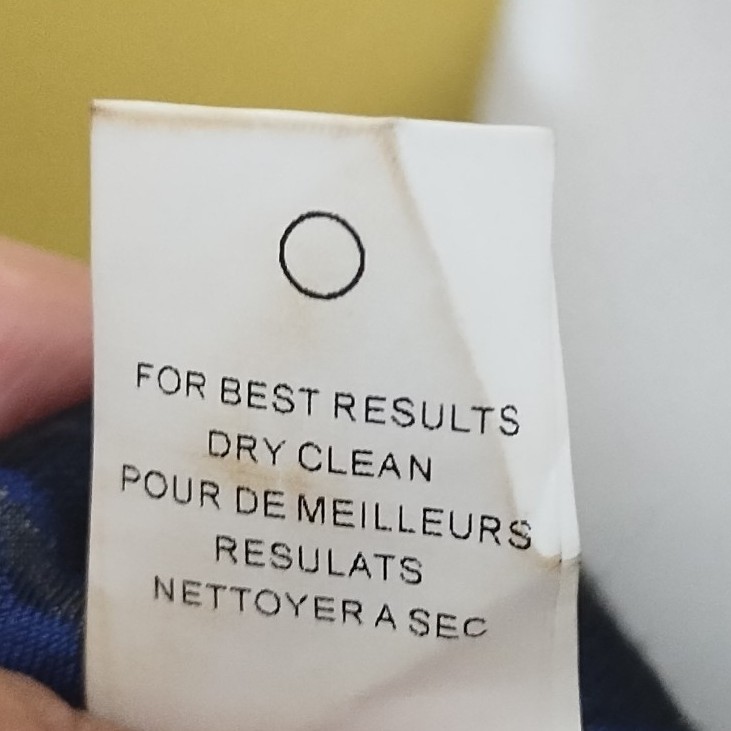 FOR BEST RESULTS
DRY CLEAN
POUR DE MEILLEURS
RESULATS
NETTOYER A SEC